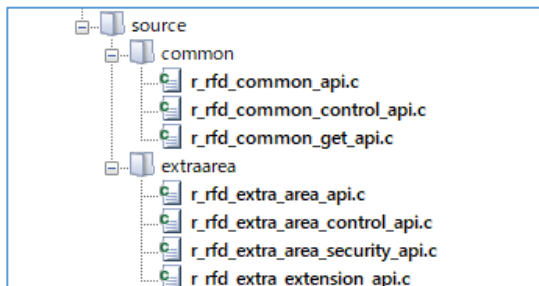 source
common
r_rfd_common_api.c
r_rfd_common_control_api.c
r_rfd_common_get_api.c
extraarea
r_rfd_extra_area_api.c
r_rfd_extra_area_control_api.c
r_rfd_extra_area_security_api.c
r_rfd_extra_extension_api.c